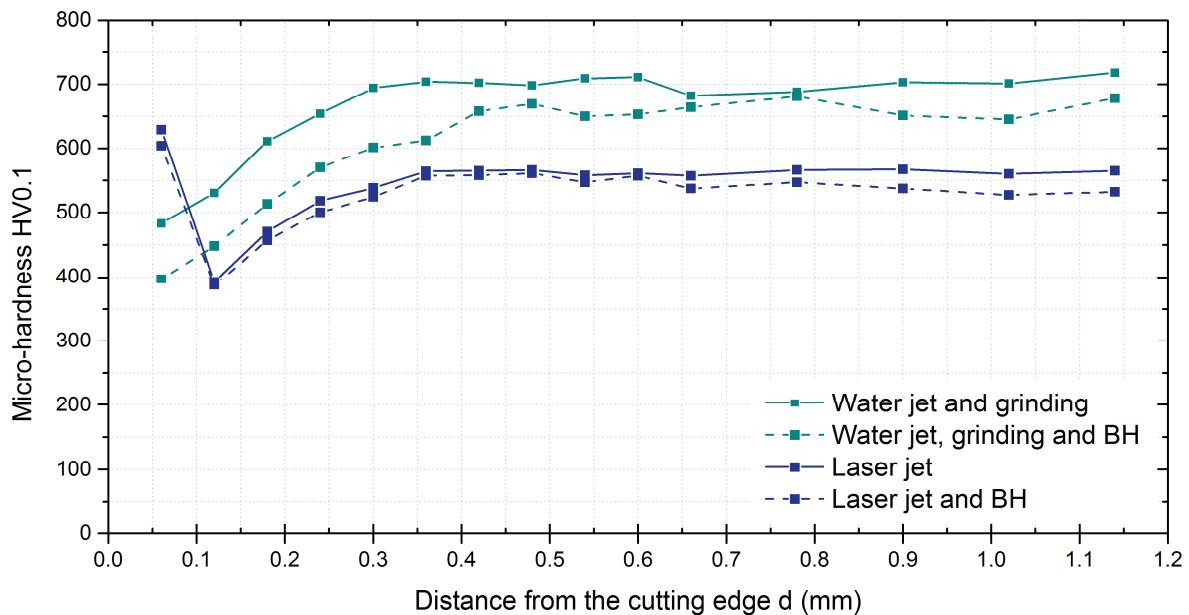 800
700
600
500
400
300
200
100
0
Micro-hardness HV0.1
Water jet and grinding
Water jet, grinding and BH
Laser jet
Laser jet and BH
0.0 0.1 0.2 0.3 0.4 0.5 0.6 0.7 0.8 0.9 1.0 1.1 1.2
Distance from the cutting edge d (mm)